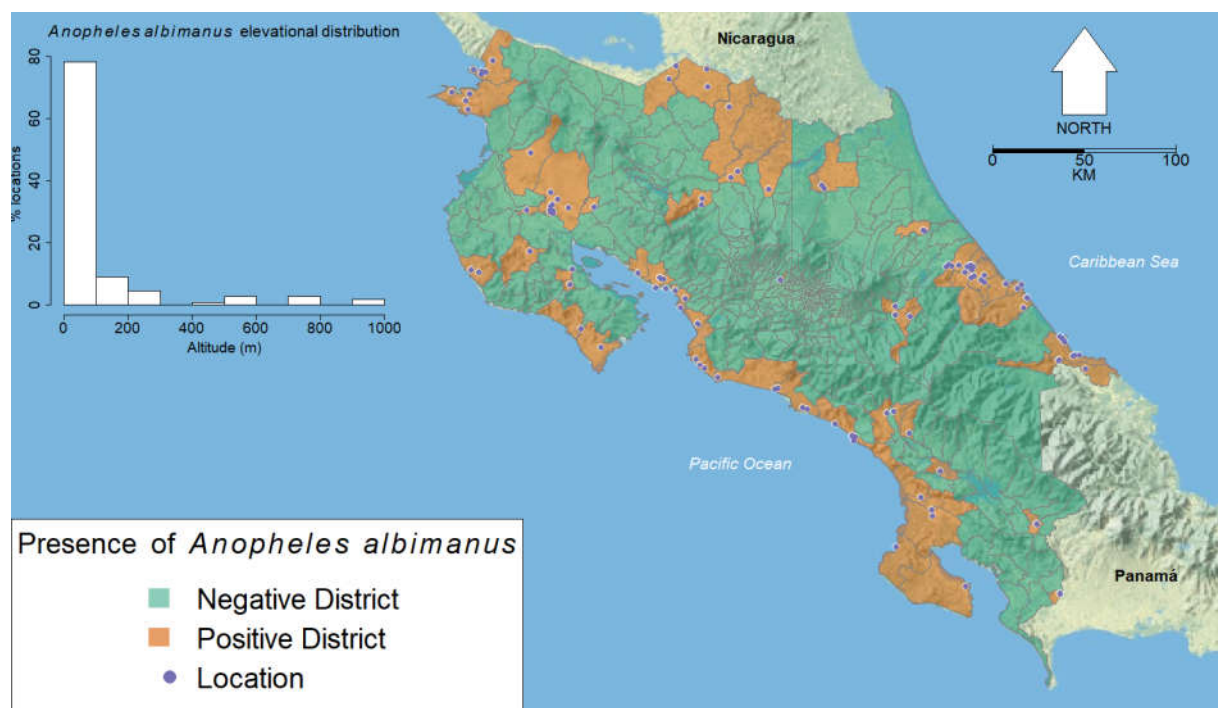 Anopheles albimanus elevational distribution
80
60
40
20
0
% locations
0
200
400
600
800
1000
Altitude (m)
Nicaragua
NORTH
0
50
100
KM
Caribbean Sea
Pacific Ocean
Panamá
Presence of Anopheles albimanus
Negative District
Positive District
Location